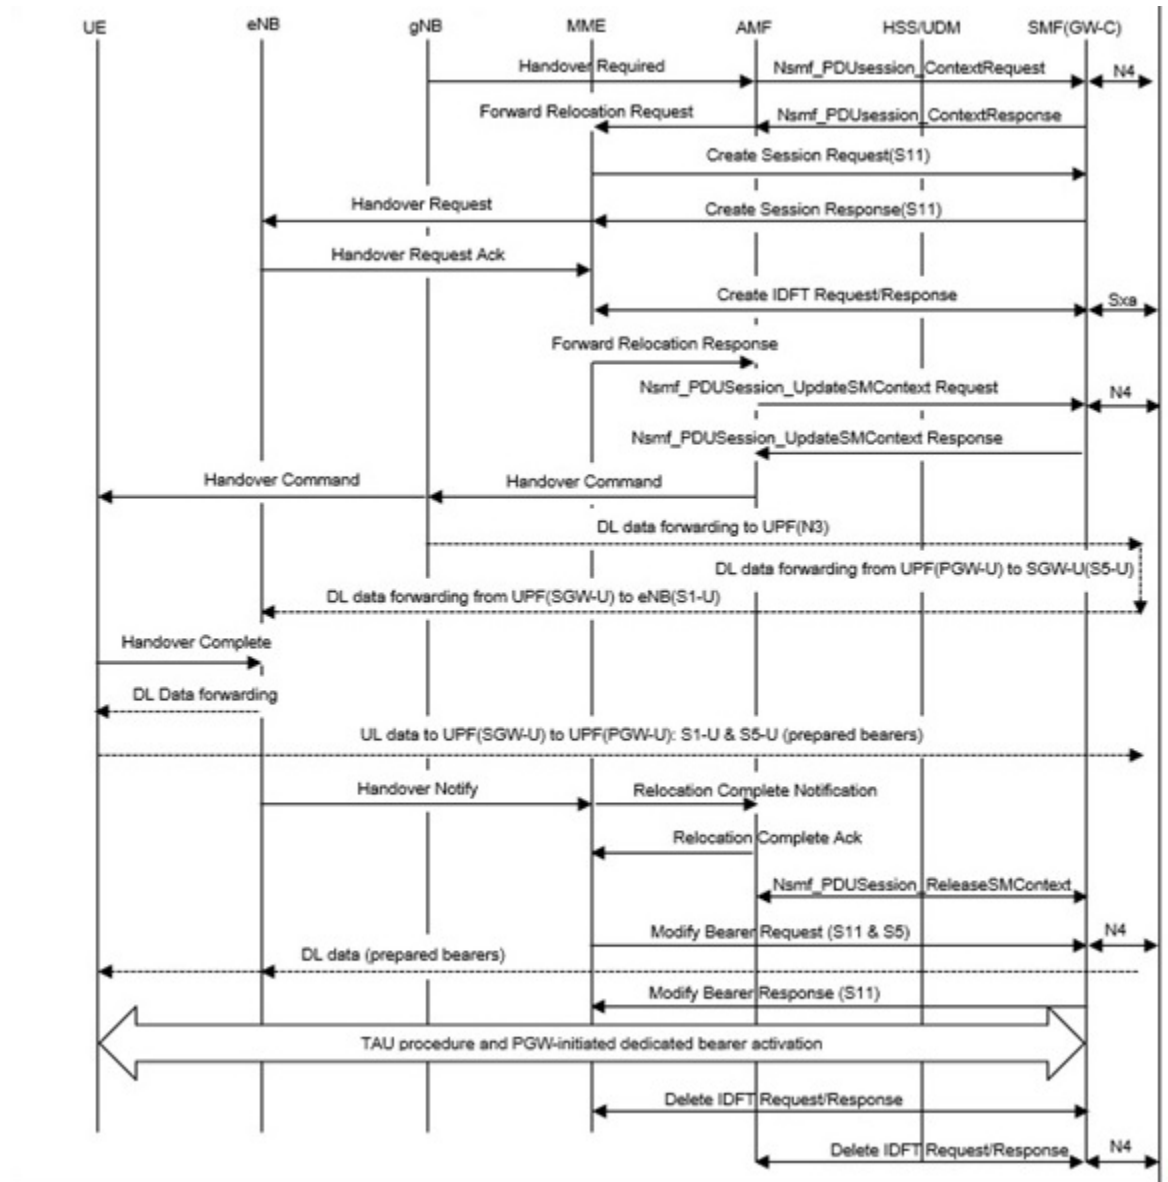 UE eNB gNB MME AMF HSS/UDM SMF(GW-C)
Handover Required Nsmf_PDUsession_ContextRequest N4
Forward Relocation Request Nsmf_PDUsession_ContextResponse
Create Session Request(S11)
Handover Request Create Session Response(S11)
Handover Request Ack
Create IDFT Request/Response Sxa
Forward Relocation Response
Nsmf_PDUSession_UpdateSMContext Request N4
Nsmf_PDUSession_UpdateSMContext Response
Handover Command Handover Command
DL data forwarding to UPF(N3)
DL data forwarding from UPF(PGW-U) to SGW-U(S5-U)
DL data forwarding from UPF(SGW-U) to eNB(S1-U)
Handover Complete
DL Data forwarding
UL data to UPF(SGW-U) to UPF(PGW-U): S1-U & S5-U (prepared bearers)
Handover Notify Relocation Complete Notification
Relocation Complete Ack
Nsmf_PDUSession_ReleaseSMContext
Modify Bearer Request (S11 & S5) N4
DL data (prepared bearers)
Modify Bearer Response (S11)
TAU procedure and PGW-initiated dedicated bearer activation
Delete IDFT Request/Response
Delete IDFT Request/Response N4